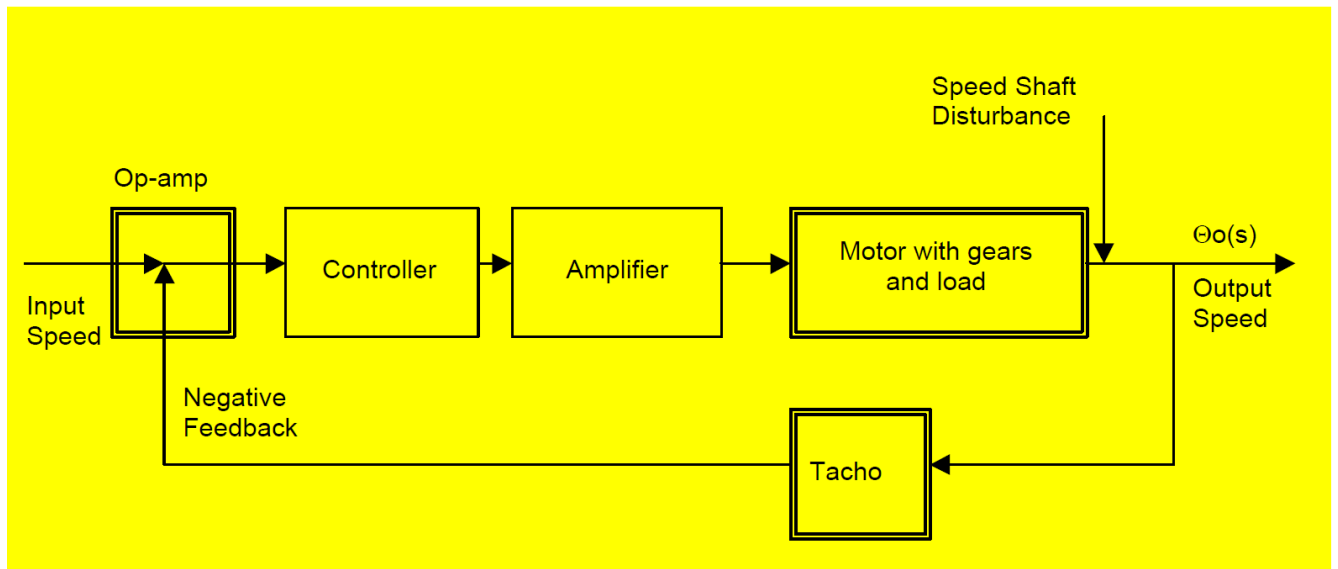 Speed Shaft
Disturbance
Op-amp
Controller
Amplifier
Motor with gears
and load
Θo(s)
Input
Speed
Output
Speed
Negative
Feedback
Tacho